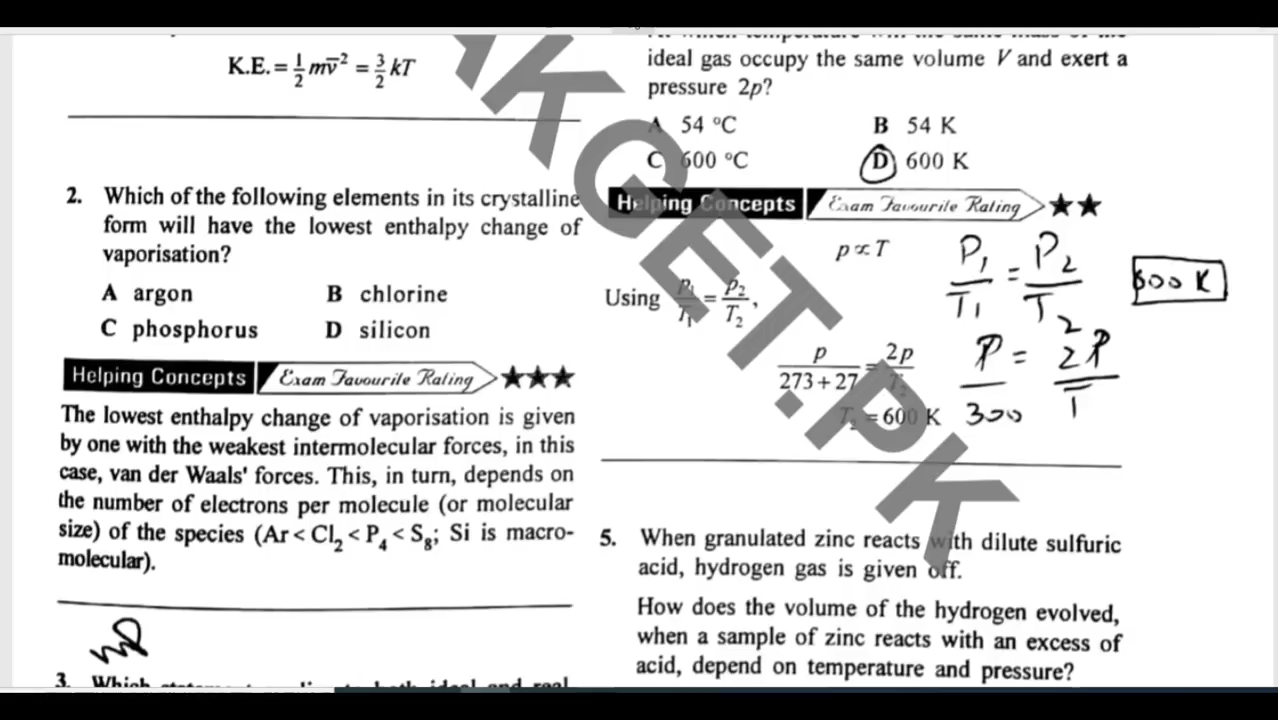 K.E. = 1/2 mv̅² = 3/2 kT
2. Which of the following elements in its crystalline
form will have the lowest enthalpy change of
vaporisation?
A argon B chlorine
C phosphorus D silicon
Helping Concepts Exam Favourite Rating ★★★
The lowest enthalpy change of vaporisation is given
by one with the weakest intermolecular forces, in this
case, van der Waals' forces. This, in turn, depends on
the number of electrons per molecule (or molecular
size) of the species (Ar < Cl₂ < P₄ < S₈; Si is macro-
molecular).
3. Which
ideal gas occupy the same volume V and exert a
pressure 2p?
A 54 °C B 54 K
C 600 °C D 600 K
Helping Concepts Exam Favourite Rating ★★
p ∝ T
Using P₁/T₁ = P₂/T₂,
p/(273 + 27) = 2p/T₂
T₂ = 600 K
P₁/T₁ = P₂/T₂
600 K
P/300 = 2P/T
5. When granulated zinc reacts with dilute sulfuric
acid, hydrogen gas is given off.
How does the volume of the hydrogen evolved,
when a sample of zinc reacts with an excess of
acid, depend on temperature and pressure?
AKGET.PK